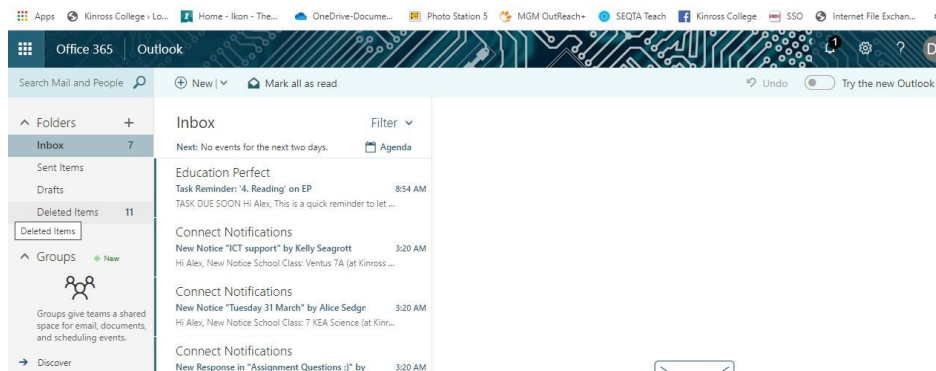 Apps Kinross College › Lo... Home - Ikon - The... OneDrive-Docume... Photo Station 5 MGM OutReach+ SEQTA Teach Kinross College SSO Internet File Exchan...
Office 365 Outlook 1 ? D
Search Mail and People New Mark all as read Undo Try the new Outlook
Folders +
Inbox 7
Sent Items
Drafts
Deleted Items 11
Deleted Items
Groups New
Groups give teams a shared
space for email, documents,
and scheduling events.
Discover
Inbox Filter
Next: No events for the next two days. Agenda
Education Perfect
Task Reminder: '4. Reading' on EP 8:54 AM
TASK DUE SOON Hi Alex, This is a quick reminder to let ...
Connect Notifications
New Notice "ICT support" by Kelly Seagrott 3:20 AM
Hi Alex, New Notice School Class: Ventus 7A (at Kinross ...
Connect Notifications
New Notice "Tuesday 31 March" by Alice Sedgr 3:20 AM
Hi Alex, New Notice School Class: 7 KEA Science (at Kinr...
Connect Notifications
New Response in "Assignment Questions :)" by 3:20 AM